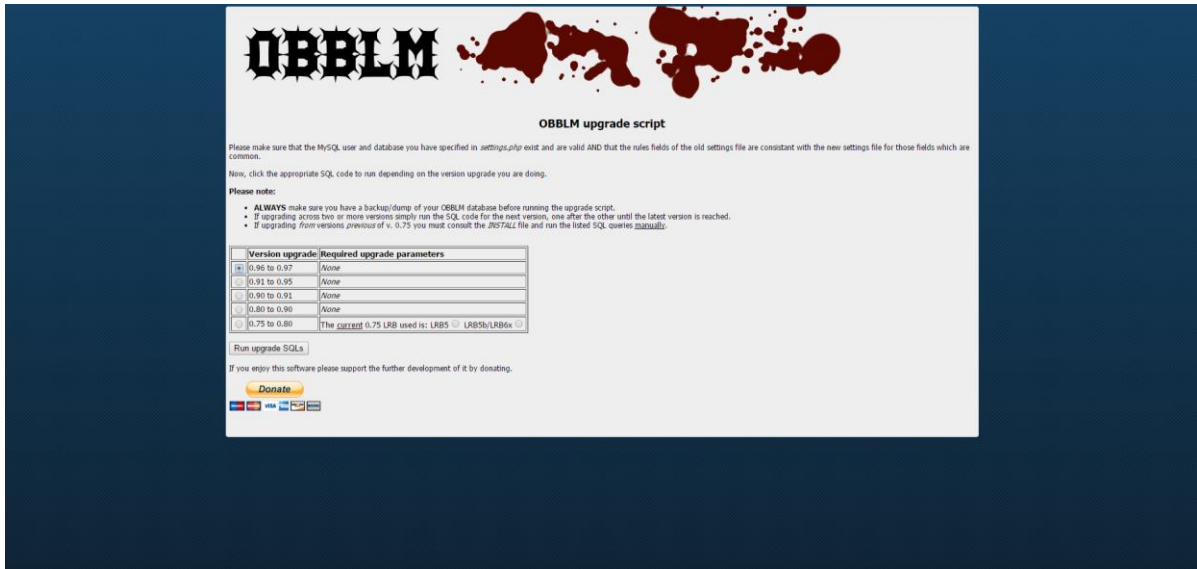 OBBLM
OBBLM upgrade script
Please make sure that the MySQL user and database you have specified in settings.php exist and are valid AND that the rules fields of the old settings file are consistant with the new settings file for those fields which are
common.
Now, click the appropriate SQL code to run depending on the version upgrade you are doing.
Please note:
ALWAYS make sure you have a backup/dump of your OBBLM database before running the upgrade script.
If upgrading across two or more versions simply run the SQL code for the next version, one after the other until the latest version is reached.
If upgrading from versions previous of v. 0.75 you must consult the INSTALL file and run the listed SQL queries manually.
Version upgrade Required upgrade parameters
0.96 to 0.97 None
0.91 to 0.95 None
0.90 to 0.91 None
0.80 to 0.90 None
0.75 to 0.80 The current 0.75 LRB used is: LRB5 LRB5b/LRB6x
Run upgrade SQLs
If you enjoy this software please support the further development of it by donating.
Donate
VISA